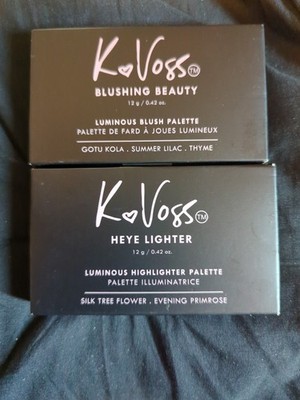 K♥Voss™
BLUSHING BEAUTY
12 g / 0.42 oz.
LUMINOUS BLUSH PALETTE
PALETTE DE FARD À JOUES LUMINEUX
GOTU KOLA . SUMMER LILAC . THYME
K♥Voss™
HEYE LIGHTER
12 g / 0.42 oz.
LUMINOUS HIGHLIGHTER PALETTE
PALETTE ILLUMINATRICE
SILK TREE FLOWER . EVENING PRIMROSE